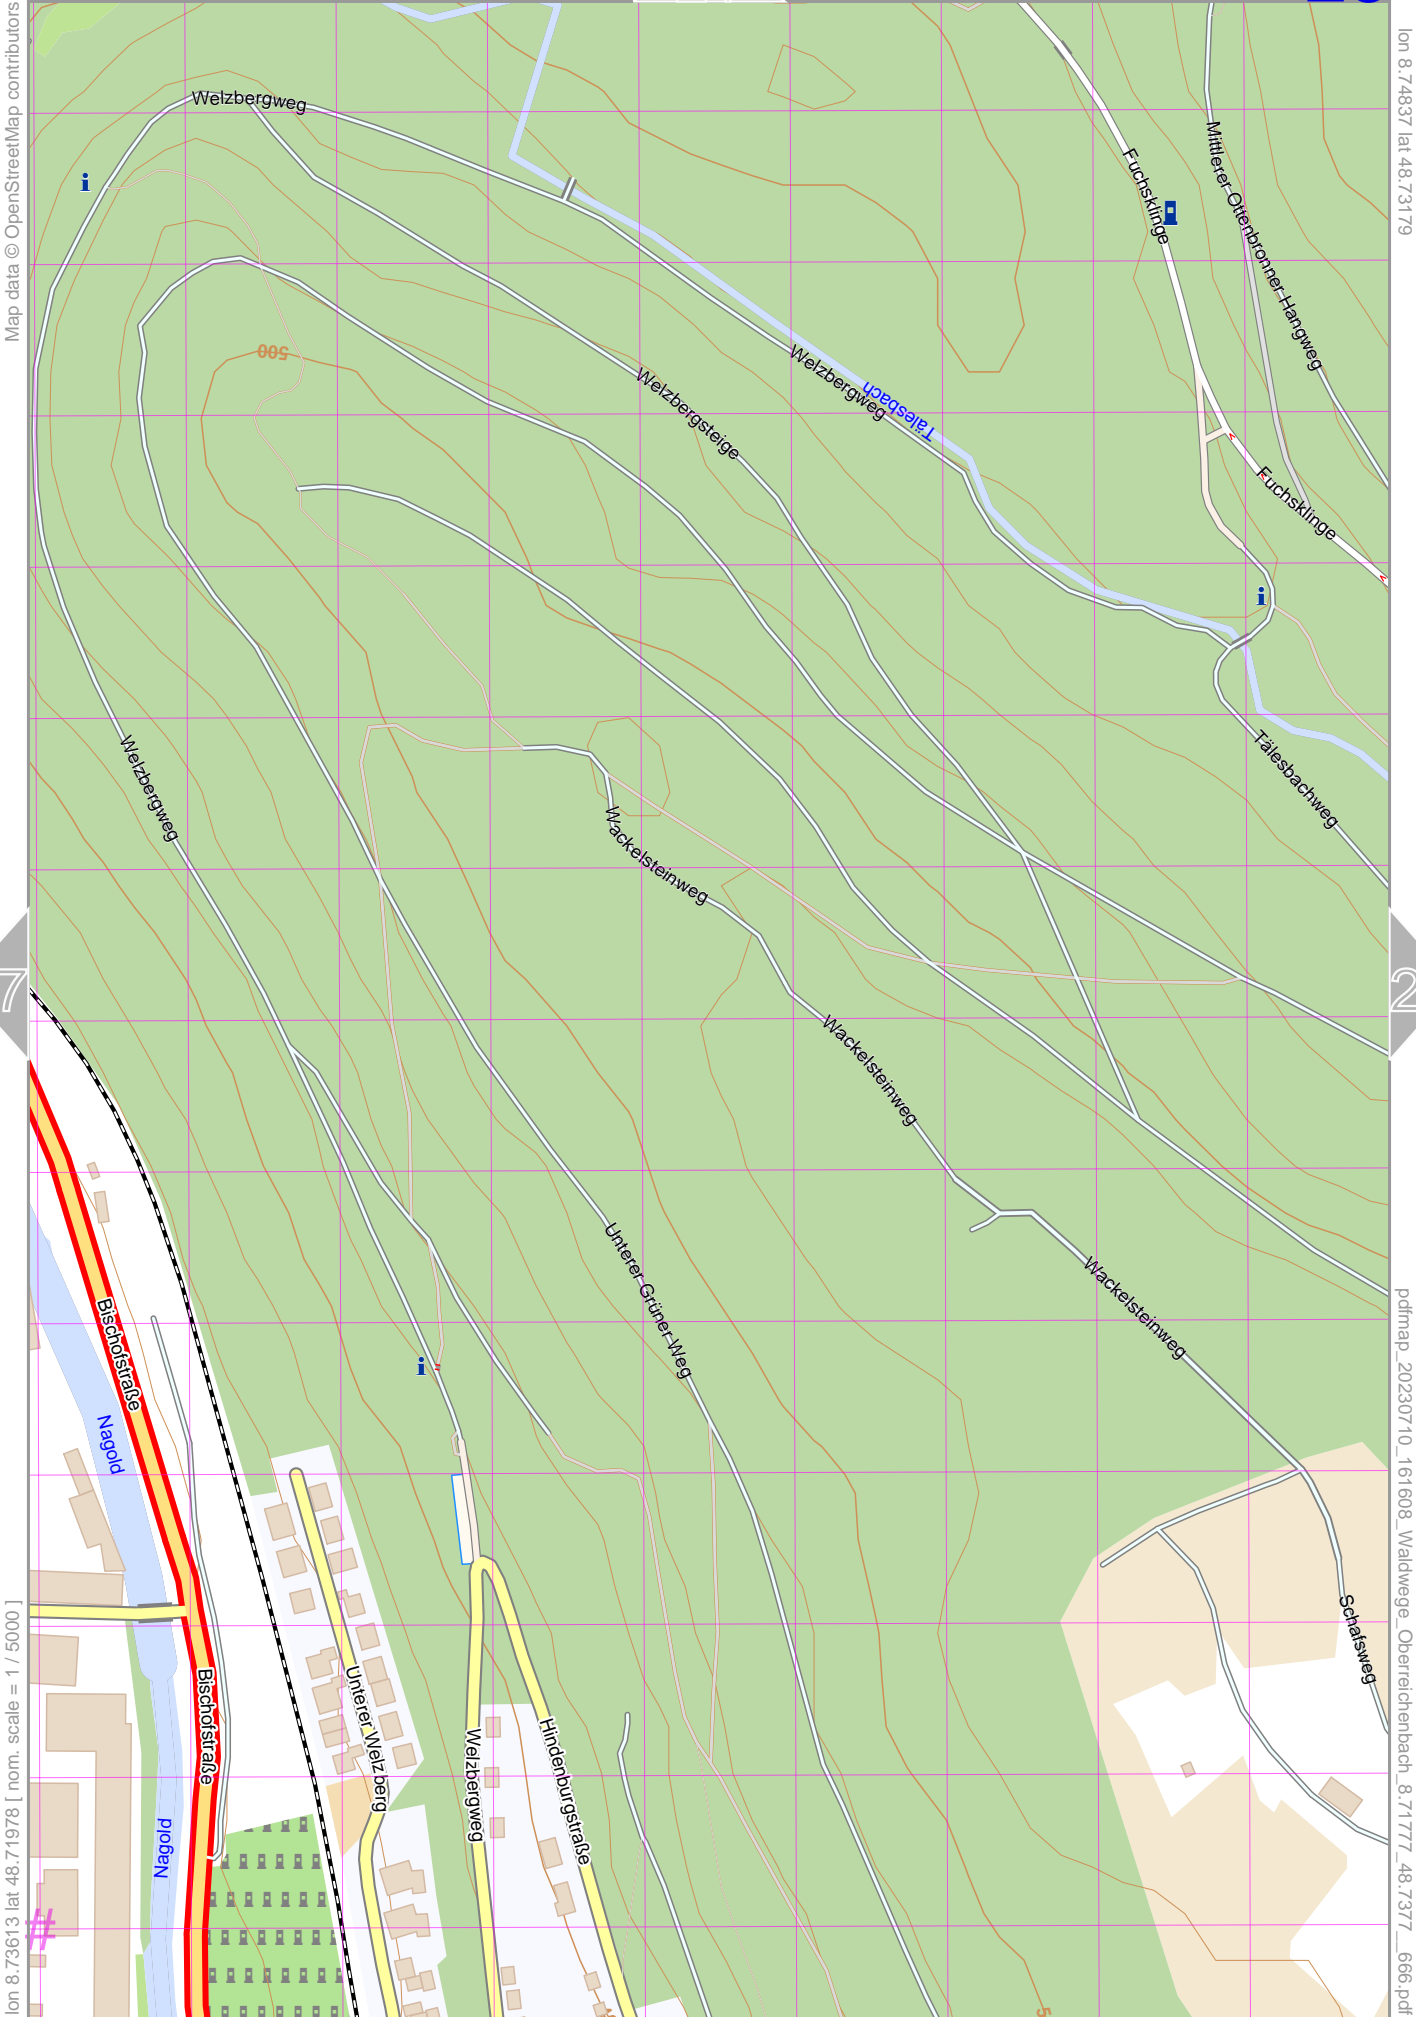 Map data © OpenStreetMap contributors
lon 8.74837 lat 48.73179
Welzbergweg
Fuchsklinge
Mittlerer Ottenbronner Hangweg
i
500
Welzbergweg
Tälesbach
Welzbergsteige
Fuchsklinge
i
Welzbergweg
Tälesbachweg
Wackelsteinweg
7
2
Wackelsteinweg
Unterer Grüner Weg
Wackelsteinweg
Bischofstraße
i
Nagold
Schafsweg
Bischofstraße
Unterer Welzberg
Welzbergweg
Hindenburgstraße
Nagold
#
lon 8.73613 lat 48.71978 [ nom. scale = 1 / 5000 ]
pdfmap_20230710_161608_Waldwege_Oberreichenbach_8.71777_48.7377__666.pdf